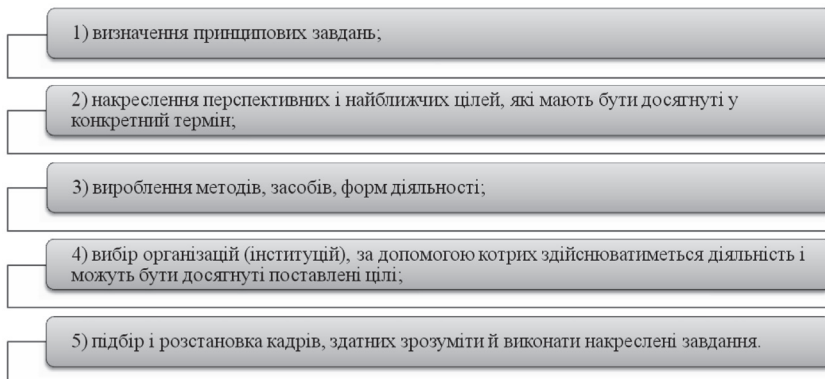 1) визначення принципових завдань;
2) накреслення перспективних і найближчих цілей, які мають бути досягнуті у
конкретний термін;
3) вироблення методів, засобів, форм діяльності;
4) вибір організацій (інституцій), за допомогою котрих здійснюватиметься діяльність і
можуть бути досягнуті поставлені цілі;
5) підбір і розстановка кадрів, здатних зрозуміти й виконати накреслені завдання.